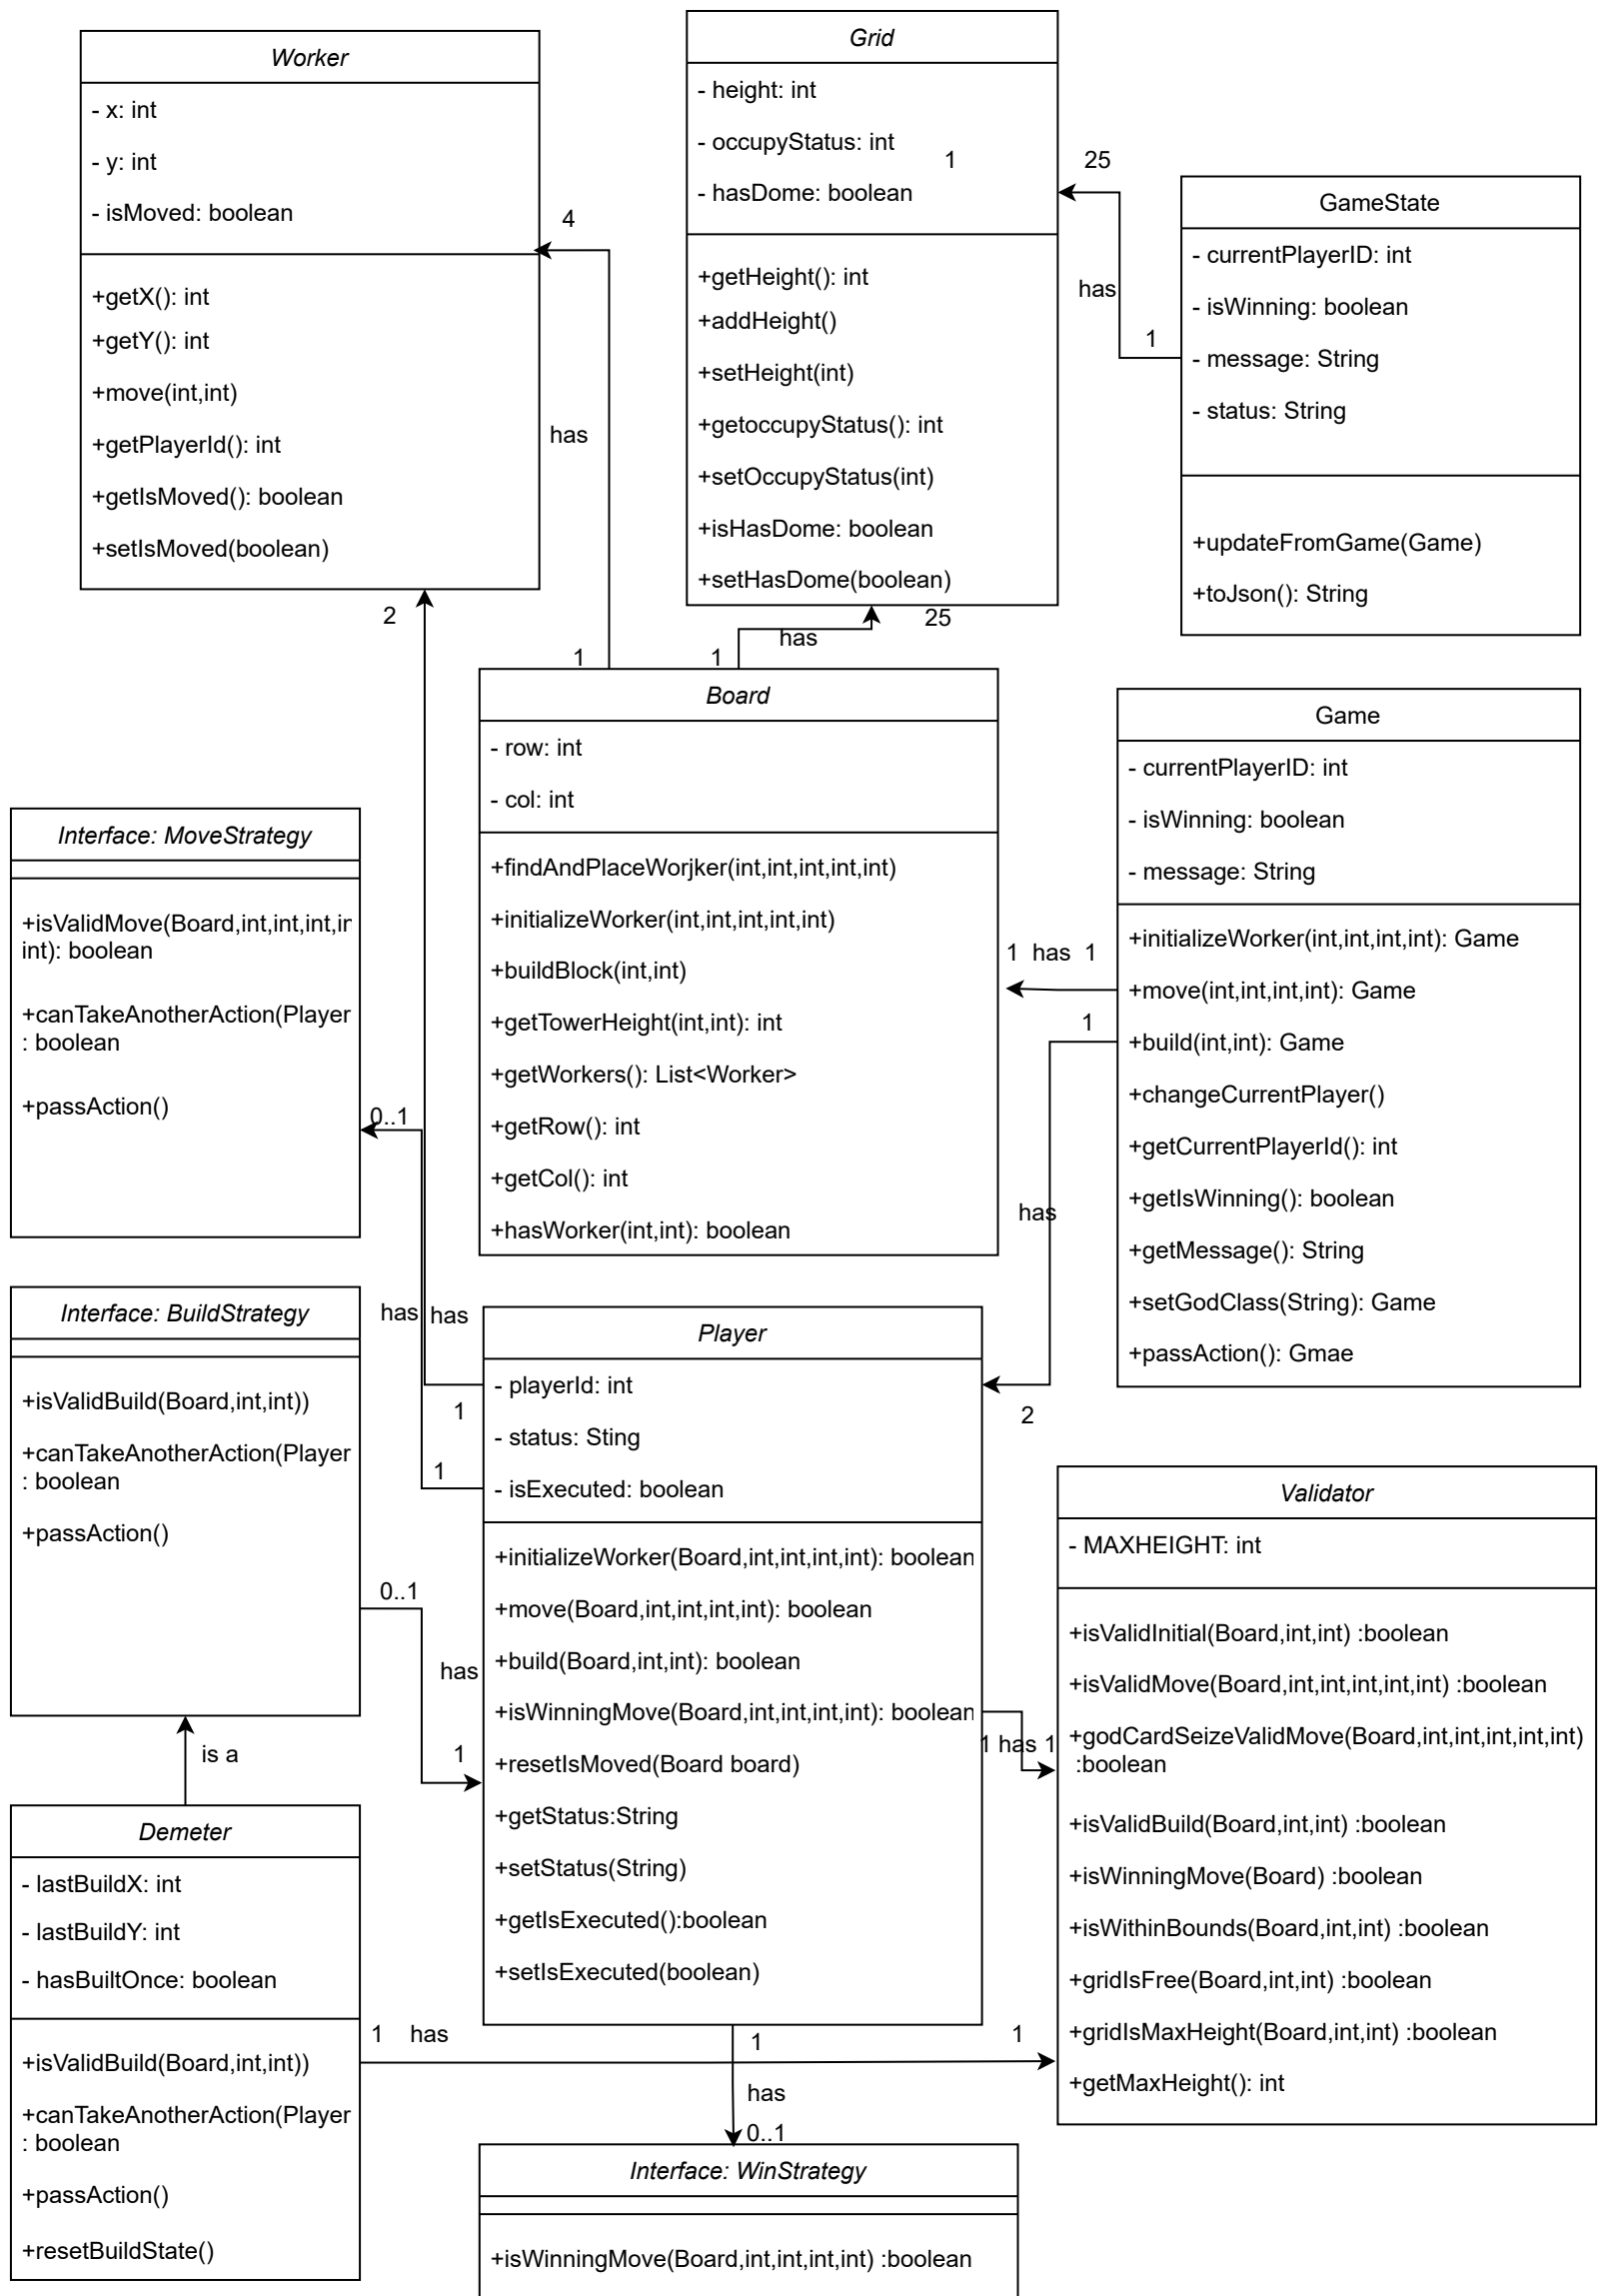 Worker
- x: int
- y: int
- isMoved: boolean
+getX(): int
+getY(): int
+move(int,int)
+getPlayerId(): int
+getIsMoved(): boolean
+setIsMoved(boolean)
Grid
- height: int
- occupyStatus: int
1
- hasDome: boolean
+getHeight(): int
+addHeight()
+setHeight(int)
+getoccupyStatus(): int
+setOccupyStatus(int)
+isHasDome: boolean
+setHasDome(boolean)
25
has
1
GameState
- currentPlayerID: int
- isWinning: boolean
- message: String
- status: String
+updateFromGame(Game)
+toJson(): String
4
has
1
2
1
has
25
Board
- row: int
- col: int
+findAndPlaceWorjker(int,int,int,int,int)
+initializeWorker(int,int,int,int,int)
+buildBlock(int,int)
+getTowerHeight(int,int): int
+getWorkers(): List<Worker>
+getRow(): int
+getCol(): int
+hasWorker(int,int): boolean
Game
- currentPlayerID: int
- isWinning: boolean
- message: String
+initializeWorker(int,int,int,int): Game
+move(int,int,int,int): Game
+build(int,int): Game
+changeCurrentPlayer()
+getCurrentPlayerId(): int
+getIsWinning(): boolean
+getMessage(): String
+setGodClass(String): Game
+passAction(): Gmae
1 has 1
1
has
2
Interface: MoveStrategy
+isValidMove(Board,int,int,int,in
int): boolean
+canTakeAnotherAction(Player
: boolean
+passAction()
0..1
has
has
1
1
Interface: BuildStrategy
+isValidBuild(Board,int,int))
+canTakeAnotherAction(Player
: boolean
+passAction()
0..1
has
1
is a
Player
- playerId: int
- status: Sting
- isExecuted: boolean
+initializeWorker(Board,int,int,int,int): boolean
+move(Board,int,int,int,int): boolean
+build(Board,int,int): boolean
+isWinningMove(Board,int,int,int,int): boolean
+resetIsMoved(Board board)
+getStatus:String
+setStatus(String)
+getIsExecuted():boolean
+setIsExecuted(boolean)
1 has 1
Validator
- MAXHEIGHT: int
+isValidInitial(Board,int,int) :boolean
+isValidMove(Board,int,int,int,int,int) :boolean
+godCardSeizeValidMove(Board,int,int,int,int,int)
:boolean
+isValidBuild(Board,int,int) :boolean
+isWinningMove(Board) :boolean
+isWithinBounds(Board,int,int) :boolean
+gridIsFree(Board,int,int) :boolean
+gridIsMaxHeight(Board,int,int) :boolean
+getMaxHeight(): int
Demeter
- lastBuildX: int
- lastBuildY: int
- hasBuiltOnce: boolean
+isValidBuild(Board,int,int))
+canTakeAnotherAction(Player
: boolean
+passAction()
+resetBuildState()
1 has
1
1
has
0..1
Interface: WinStrategy
+isWinningMove(Board,int,int,int,int) :boolean